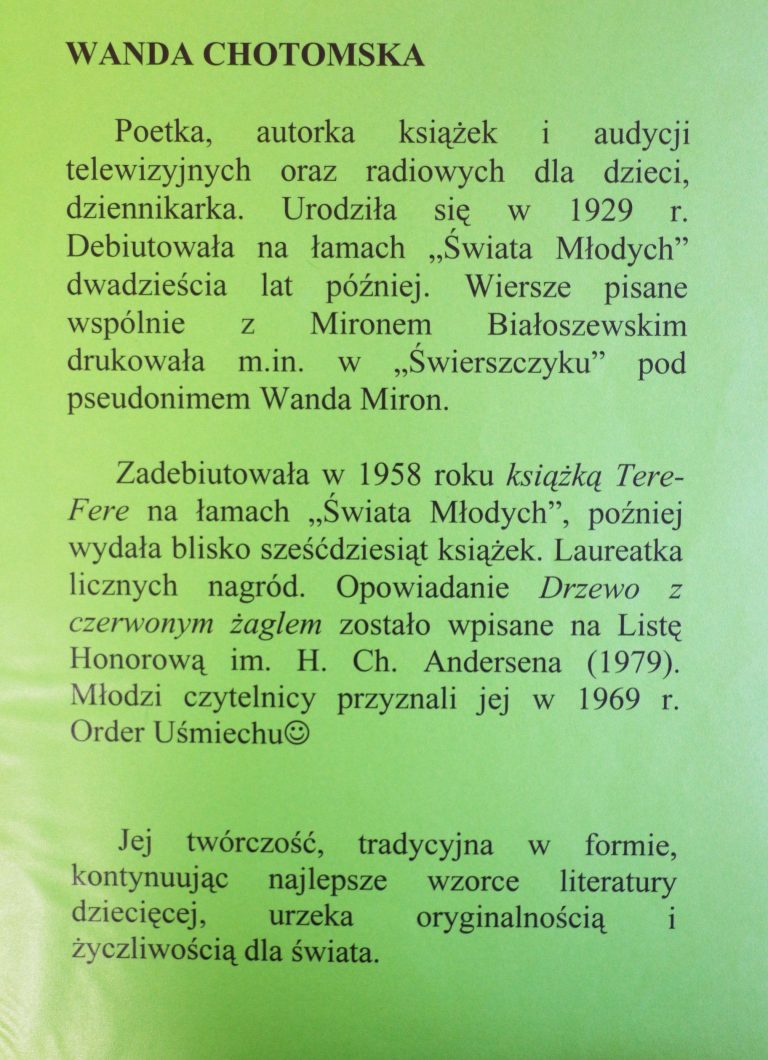 WANDA CHOTOMSKA
Poetka, autorka książek i audycji
telewizyjnych oraz radiowych dla dzieci,
dziennikarka. Urodziła się w 1929 r.
Debiutowała na łamach „Świata Młodych”
dwadzieścia lat później. Wiersze pisane
wspólnie z Mironem Białoszewskim
drukowała m.in. w „Świerszczyku” pod
pseudonimem Wanda Miron.
Zadebiutowała w 1958 roku książką Tere-
Fere na łamach „Świata Młodych”, poźniej
wydała blisko sześćdziesiąt książek. Laureatka
licznych nagród. Opowiadanie Drzewo z
czerwonym żaglem zostało wpisane na Listę
Honorową im. H. Ch. Andersena (1979).
Młodzi czytelnicy przyznali jej w 1969 r.
Order Uśmiechu☺
Jej twórczość, tradycyjna w formie,
kontynuując najlepsze wzorce literatury
dziecięcej, urzeka oryginalnością i
życzliwością dla świata.